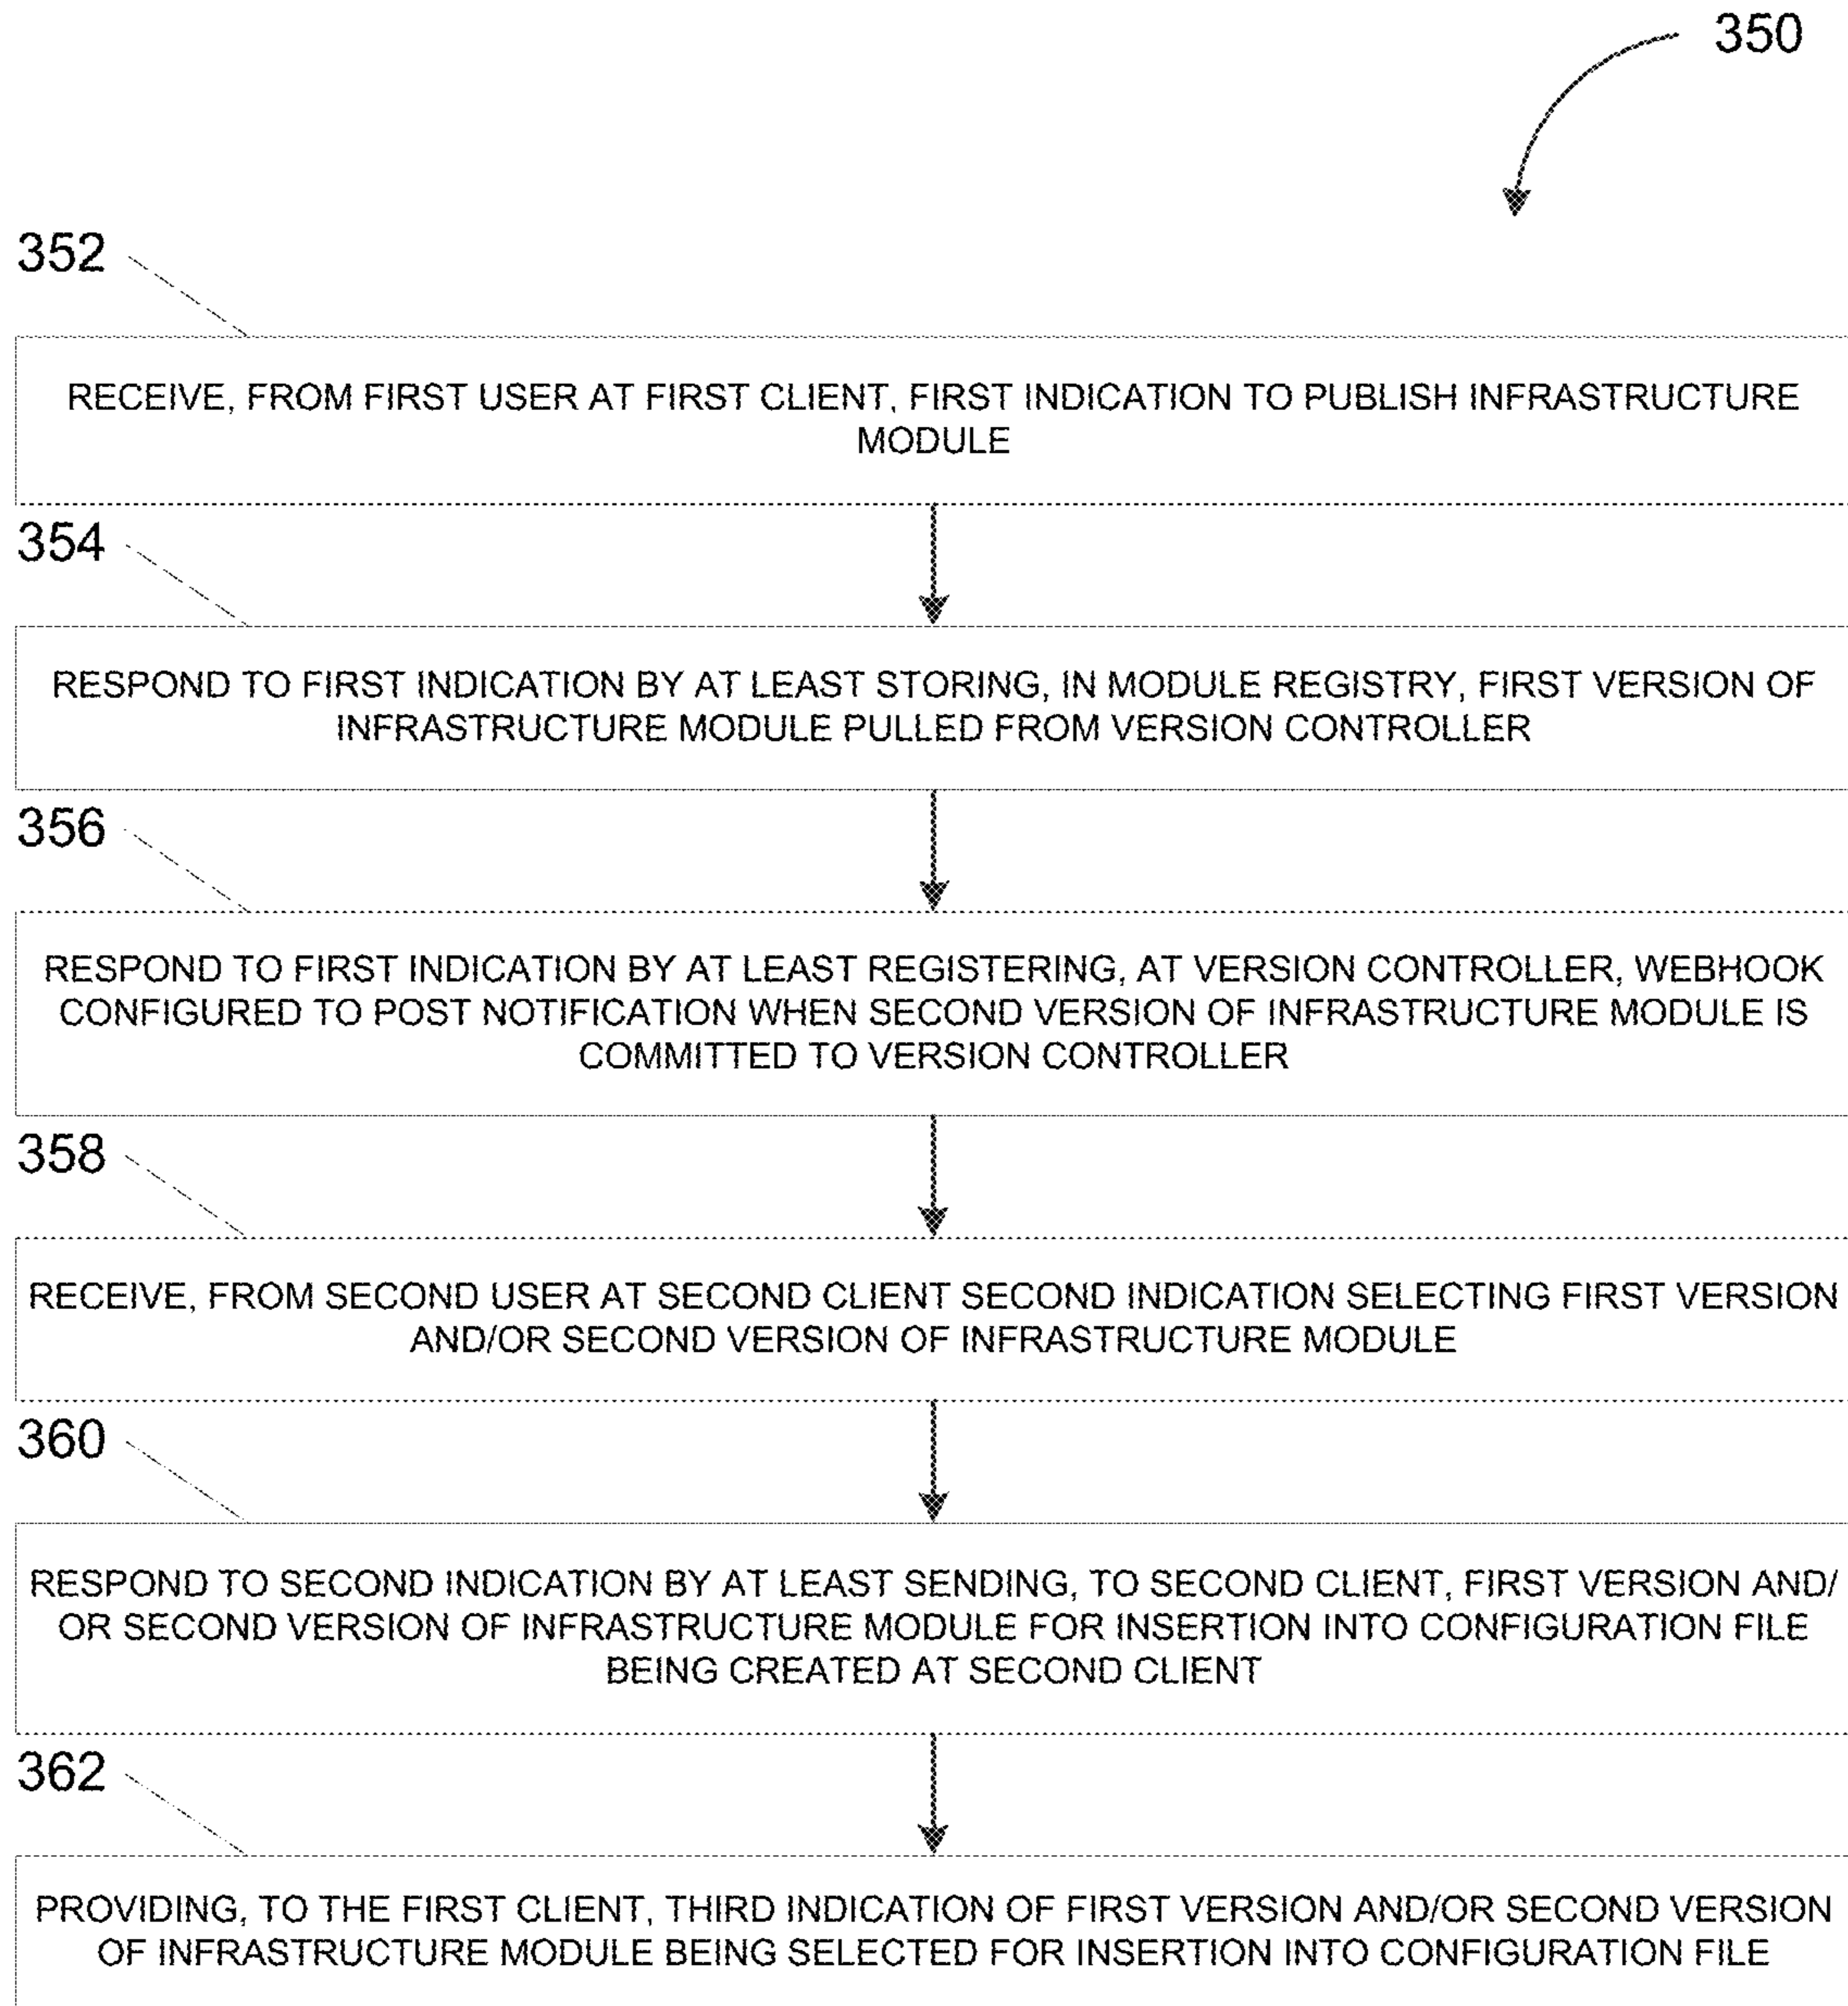 350
352
RECEIVE, FROM FIRST USER AT FIRST CLIENT, FIRST INDICATION TO PUBLISH INFRASTRUCTURE
MODULE
354
RESPOND TO FIRST INDICATION BY AT LEAST STORING, IN MODULE REGISTRY, FIRST VERSION OF
INFRASTRUCTURE MODULE PULLED FROM VERSION CONTROLLER
356
RESPOND TO FIRST INDICATION BY AT LEAST REGISTERING, AT VERSION CONTROLLER, WEBHOOK
CONFIGURED TO POST NOTIFICATION WHEN SECOND VERSION OF INFRASTRUCTURE MODULE IS
COMMITTED TO VERSION CONTROLLER
358
RECEIVE, FROM SECOND USER AT SECOND CLIENT SECOND INDICATION SELECTING FIRST VERSION
AND/OR SECOND VERSION OF INFRASTRUCTURE MODULE
360
RESPOND TO SECOND INDICATION BY AT LEAST SENDING, TO SECOND CLIENT, FIRST VERSION AND/
OR SECOND VERSION OF INFRASTRUCTURE MODULE FOR INSERTION INTO CONFIGURATION FILE
BEING CREATED AT SECOND CLIENT
362
PROVIDING, TO THE FIRST CLIENT, THIRD INDICATION OF FIRST VERSION AND/OR SECOND VERSION
OF INFRASTRUCTURE MODULE BEING SELECTED FOR INSERTION INTO CONFIGURATION FILE